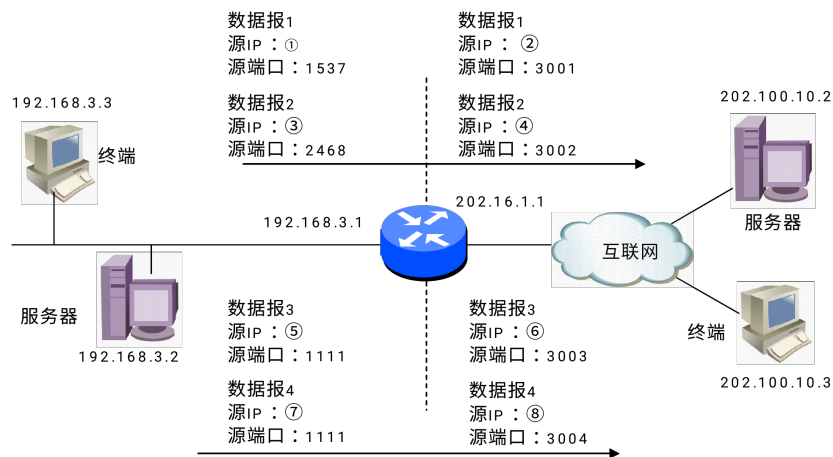 数据报1
源IP：①
源端口：1537
数据报1
源IP：②
源端口：3001
192.168.3.3
终端
数据报2
源IP：③
源端口：2468
数据报2
源IP：④
源端口：3002
202.100.10.2
服务器
192.168.3.1
202.16.1.1
互联网
服务器
192.168.3.2
数据报3
源IP：⑤
源端口：1111
数据报3
源IP：⑥
源端口：3003
终端
202.100.10.3
数据报4
源IP：⑦
源端口：1111
数据报4
源IP：⑧
源端口：3004